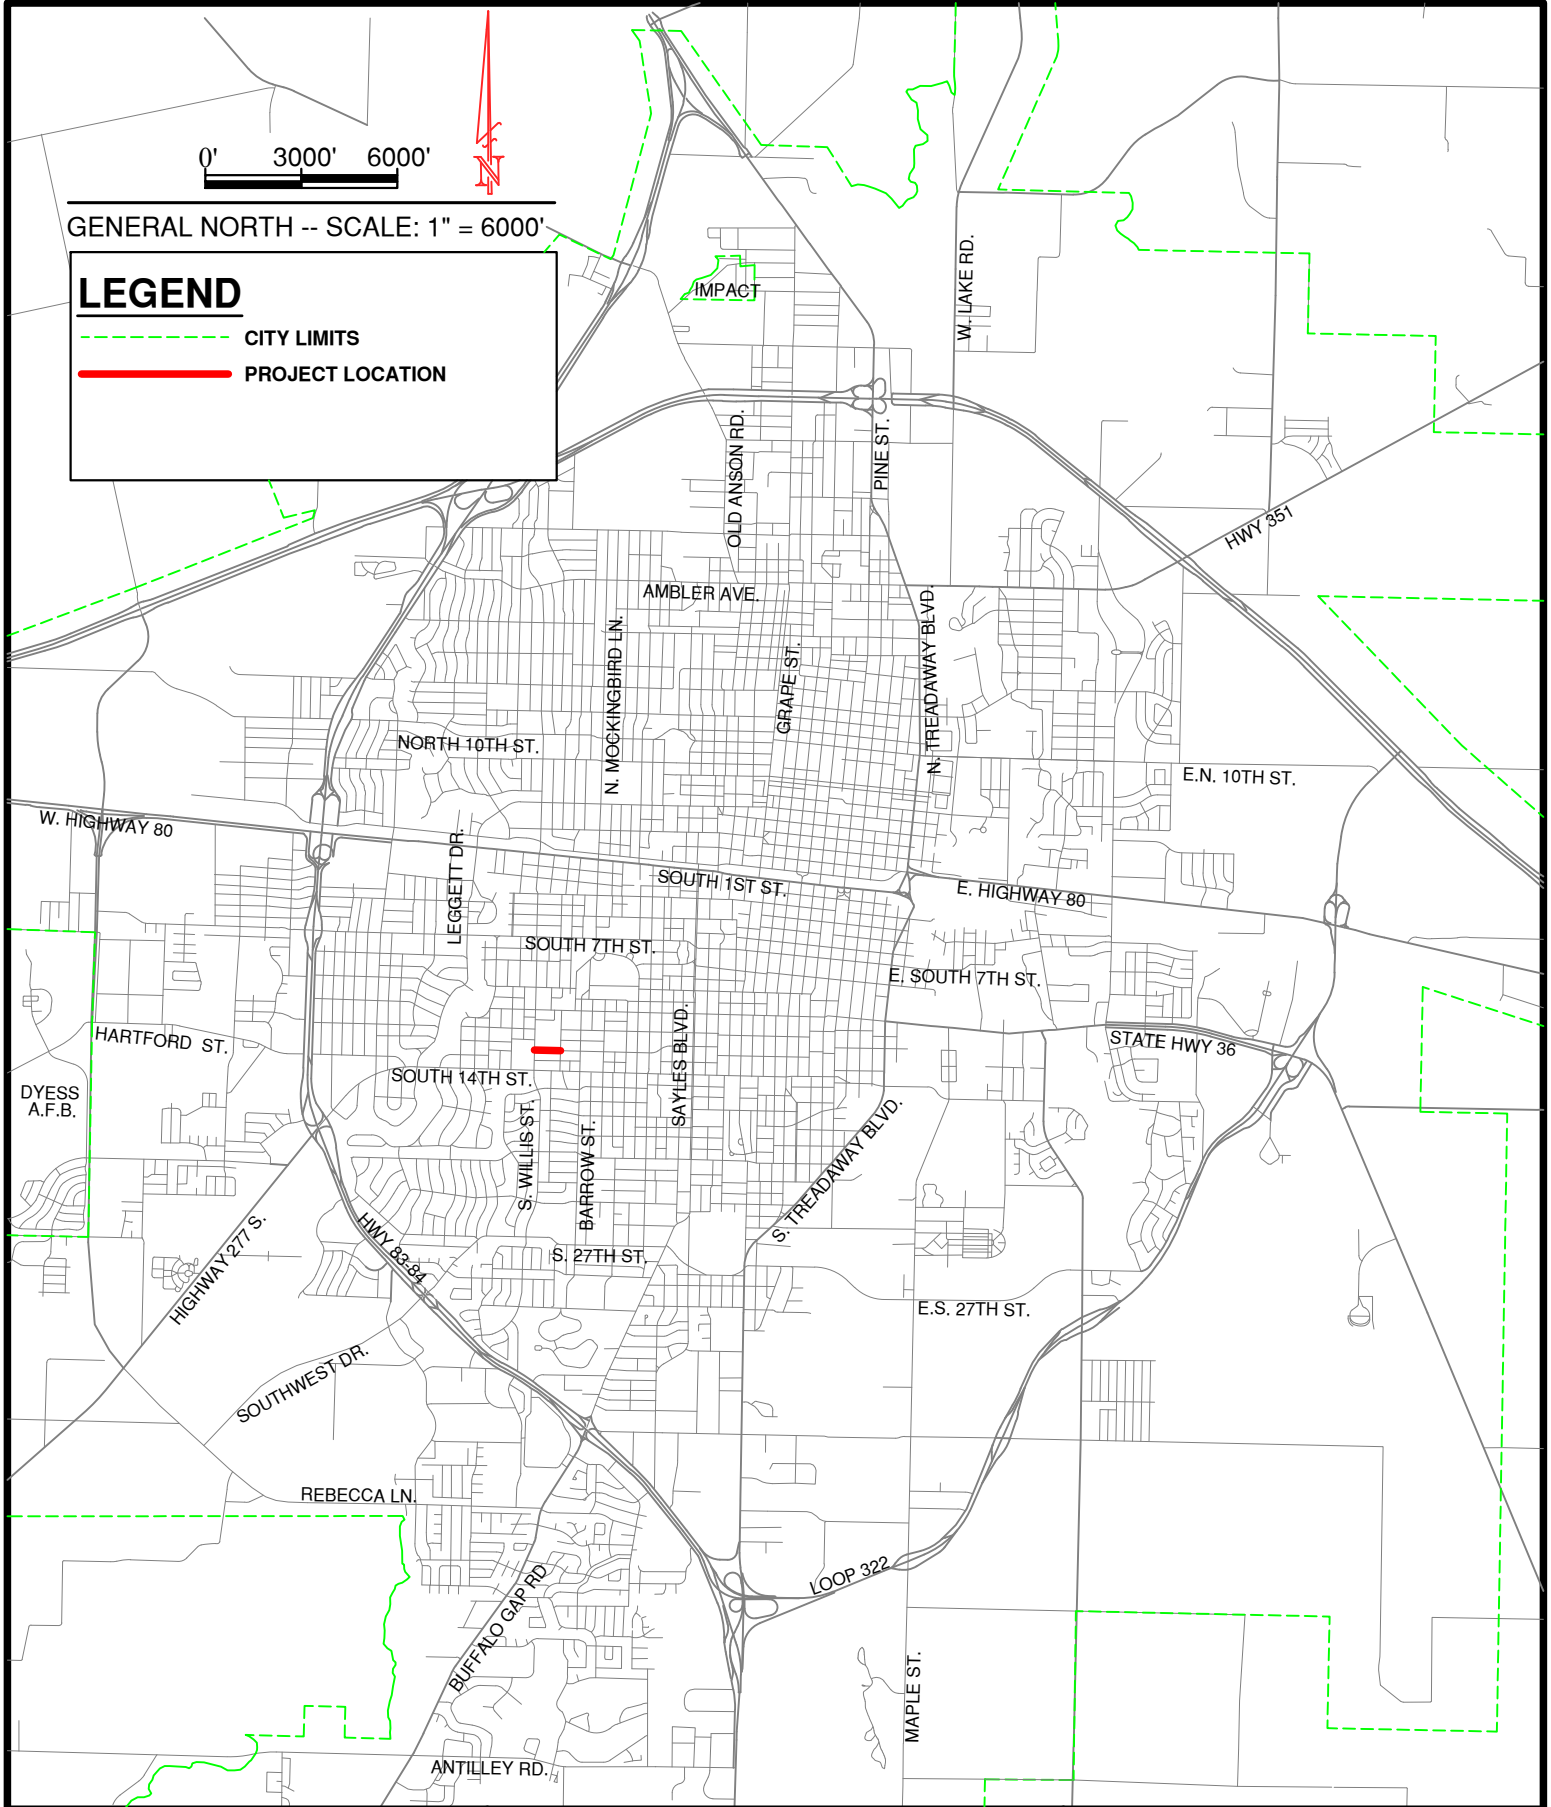 0' 3000' 6000'
N
GENERAL NORTH -- SCALE: 1" = 6000'
LEGEND
CITY LIMITS
PROJECT LOCATION
IMPACT
W. LAKE RD.
OLD ANSON RD.
PINE ST.
HWY 351
AMBLER AVE.
N. MOCKINGBIRD LN.
GRAPE ST.
N. TREADAWAY BLVD.
NORTH 10TH ST.
E.N. 10TH ST.
W. HIGHWAY 80
LEGGETT DR.
SOUTH 1ST ST.
E. HIGHWAY 80
SOUTH 7TH ST.
E. SOUTH 7TH ST.
HARTFORD ST.
SAYLES BLVD.
STATE HWY 36
SOUTH 14TH ST.
DYESS
A.F.B.
S. WILLIS ST.
BARROW ST.
S. TREADAWAY BLVD.
HIGHWAY 277 S.
HWY 83-84
S. 27TH ST.
E.S. 27TH ST.
SOUTHWEST DR.
REBECCA LN.
LOOP 322
BUFFALO GAP RD
MAPLE ST.
ANTILLEY RD.